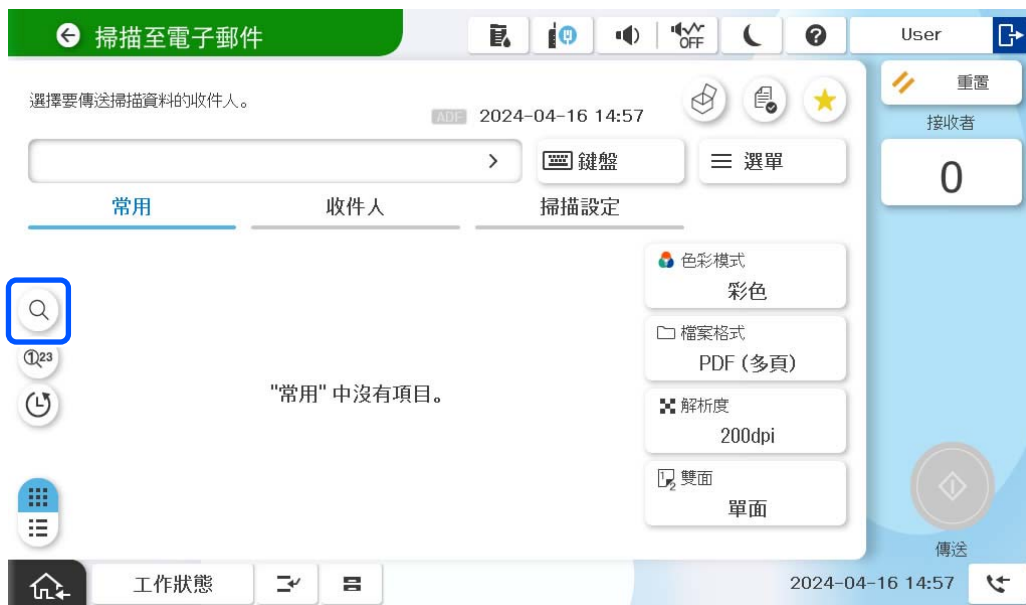 掃描至電子郵件
OFF
User
選擇要傳送掃描資料的收件人。
ADF 2024-04-16 14:57
重置
接收者
0
鍵盤
選單
常用 收件人 掃描設定
色彩模式
彩色
檔案格式
PDF (多頁)
123
"常用" 中沒有項目。
解析度
200dpi
1
2
雙面
單面
傳送
工作狀態
2024-04-16 14:57